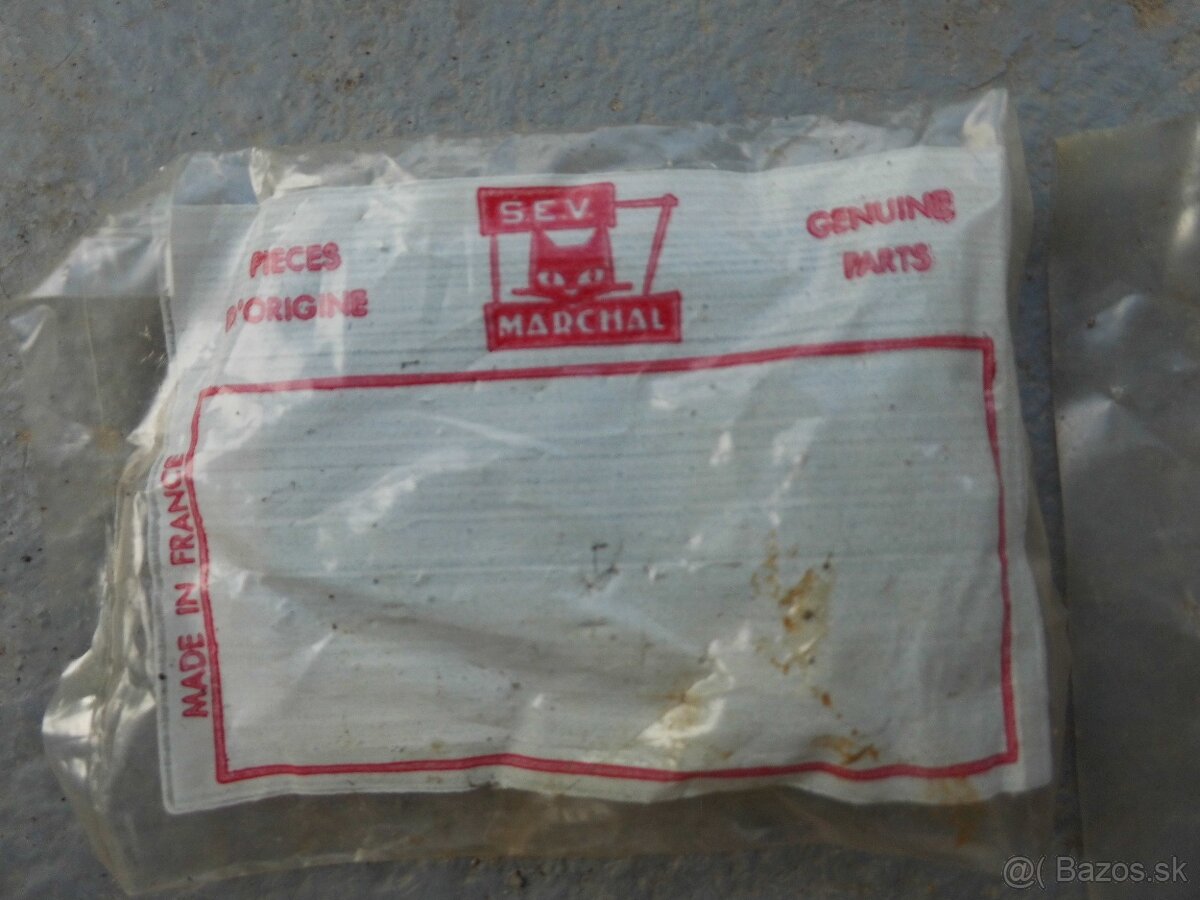 PIECES
D'ORIGINE
S.E.V.
MARCHAL
GENUINE
PARTS
MADE IN FRANCE
@( Bazos.sk